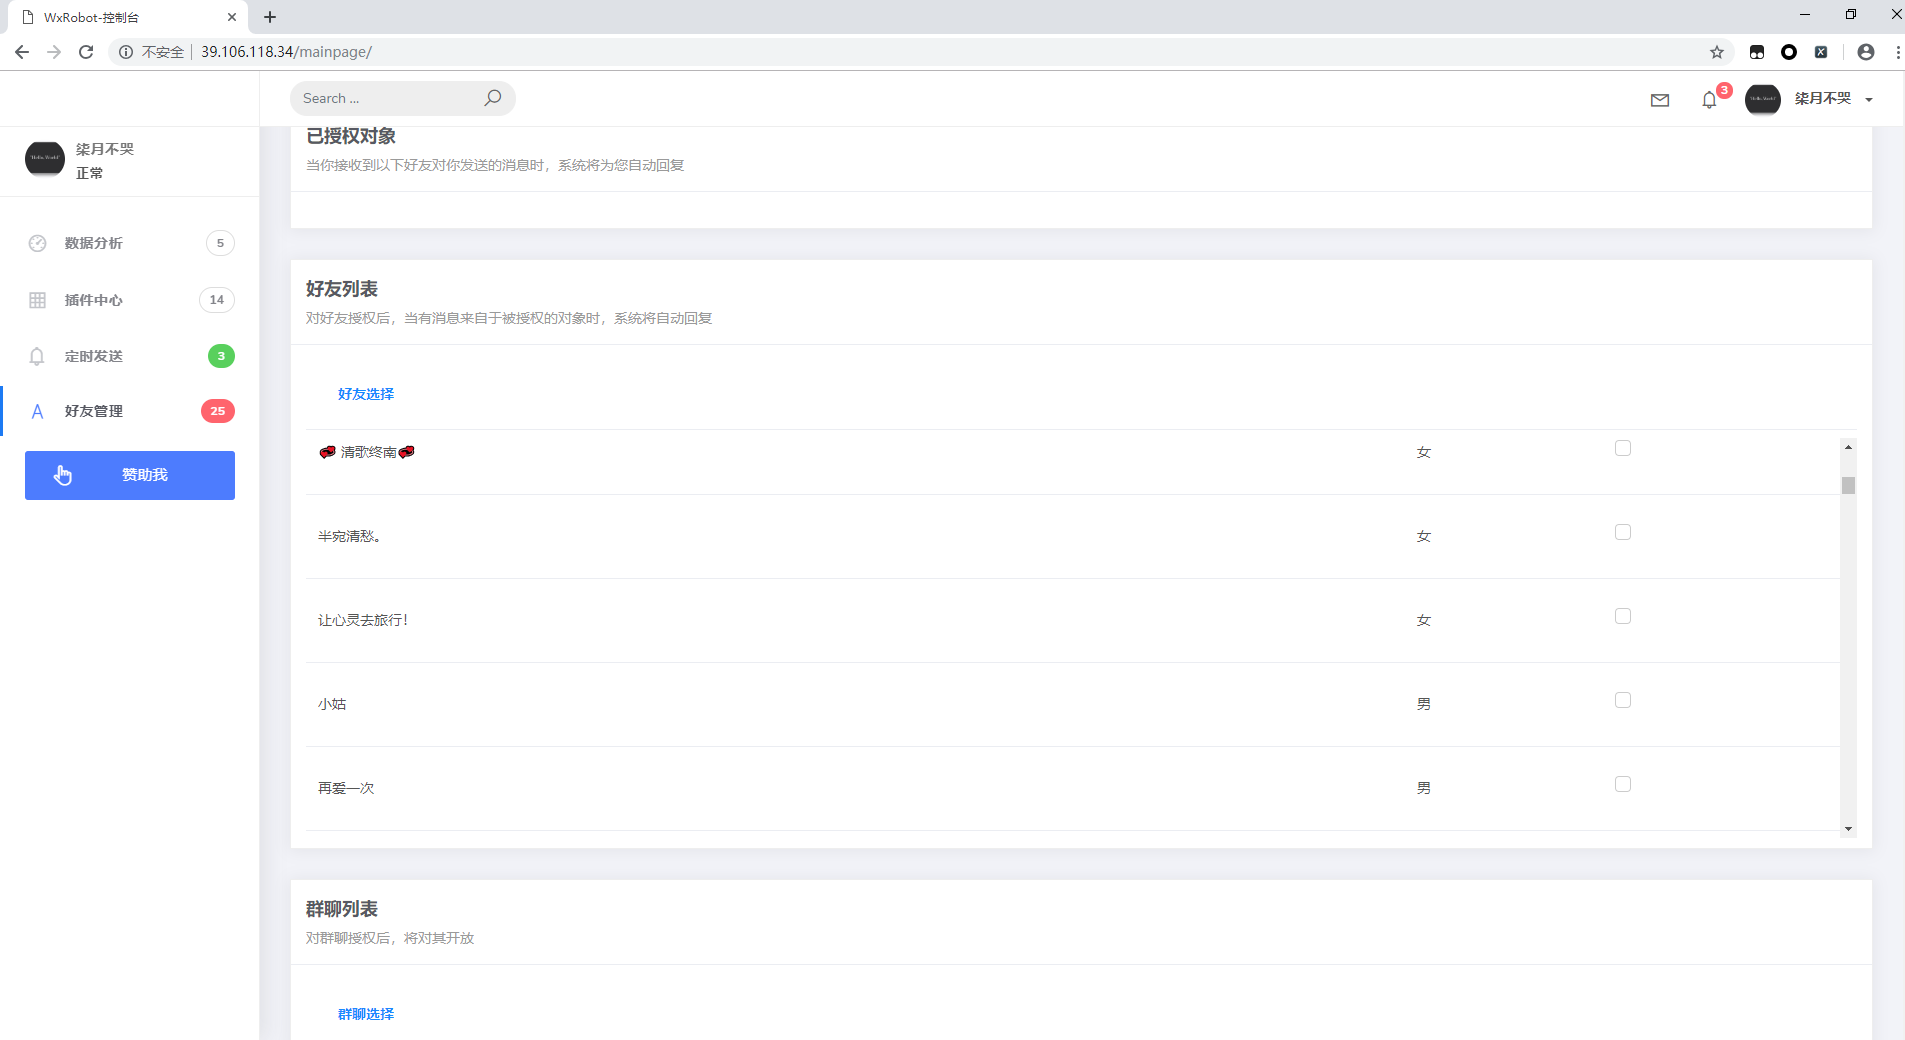 WxRobot-控制台
不安全 39.106.118.34/mainpage/
Search ...
3
柒月不哭
柒月不哭
正常
数据分析 5
插件中心 14
定时发送 3
好友管理 25
赞助我
已授权对象
当你接收到以下好友对你发送的消息时，系统将为您自动回复
好友列表
对好友授权后，当有消息来自于被授权的对象时，系统将自动回复
好友选择
清歌终南 女
半宛清愁。 女
让心灵去旅行！ 女
小姑 男
再爱一次 男
群聊列表
对群聊授权后，将对其开放
群聊选择